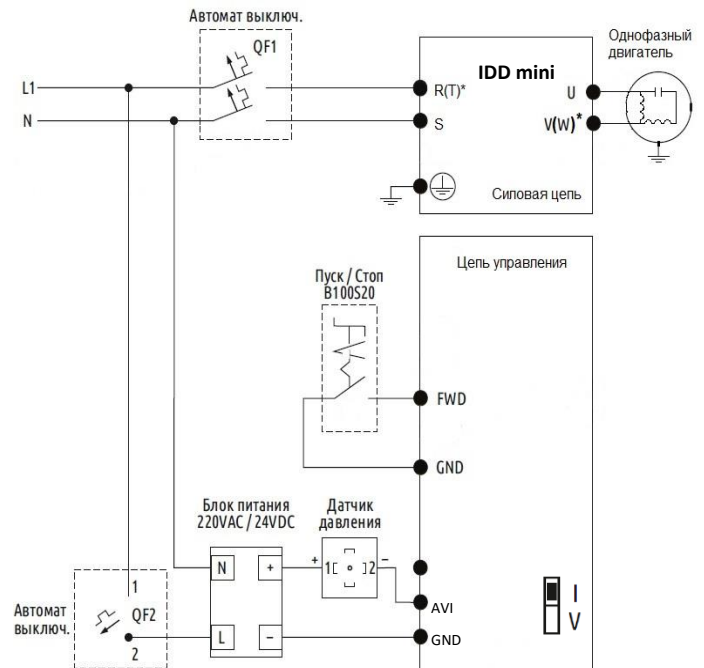 Автомат выключ.
QF1
L1
N
IDD mini
R(T)*
S
U
V(W)*
Однофазный
двигатель
Силовая цепь
Цепь управления
Пуск / Стоп
B100S20
FWD
GND
Блок питания
220VAC / 24VDC
Датчик
давления
N
+
L
–
+
1
2
–
AVI
GND
I
V
Автомат
выключ.
1
QF2
2